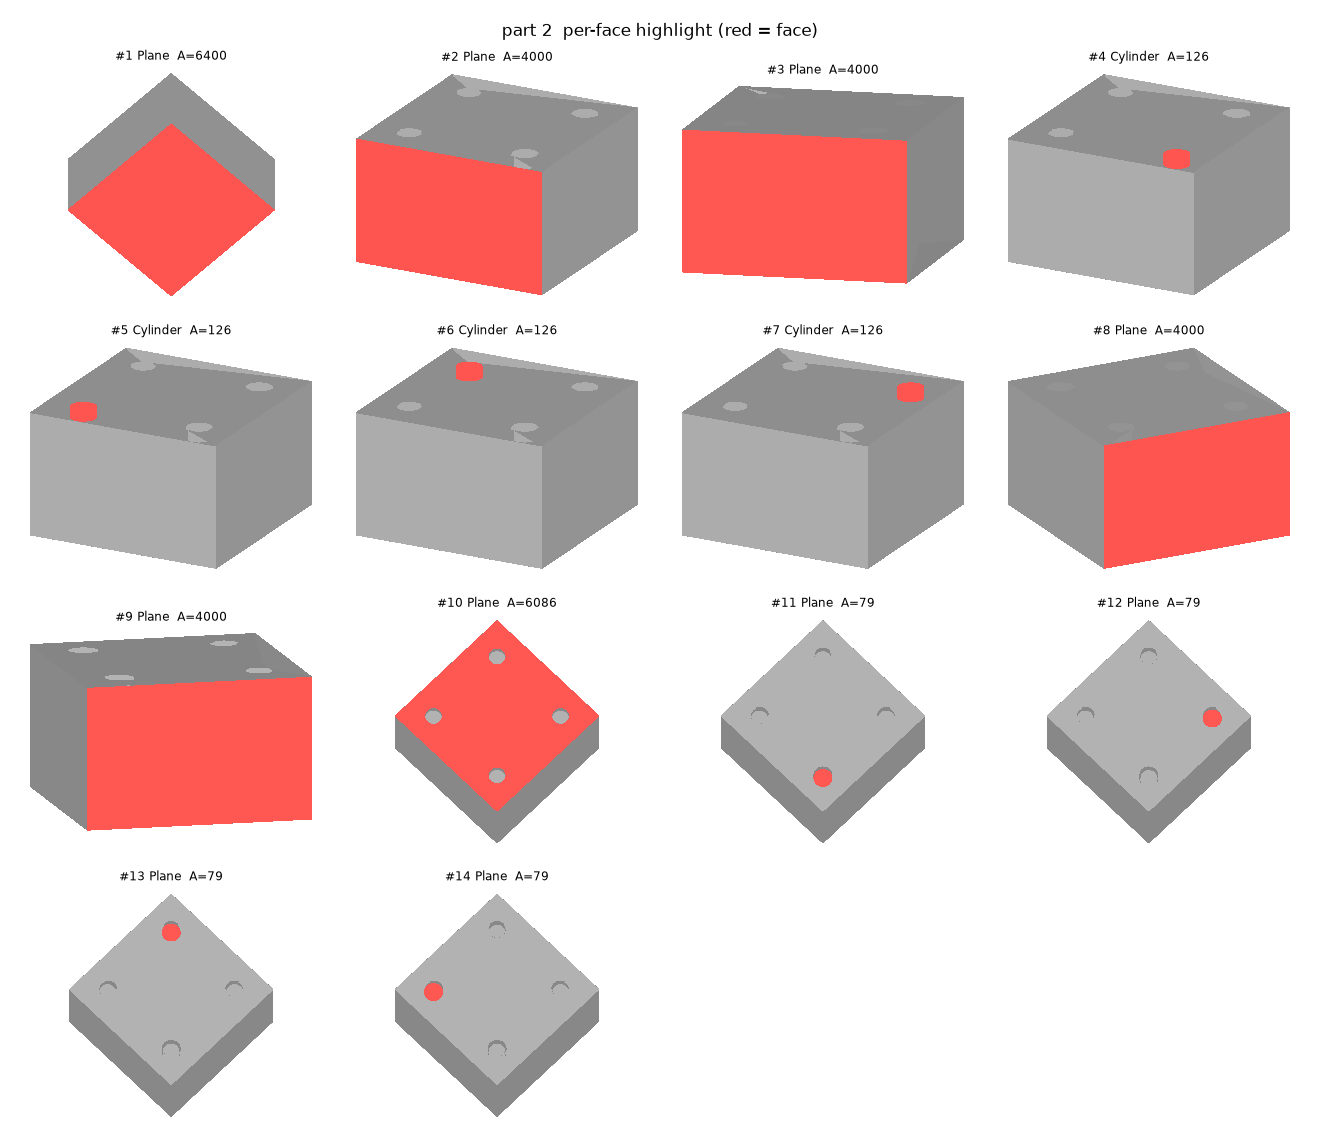 part 2  per-face highlight (red = face)
#1 Plane  A=6400
#2 Plane  A=4000
#3 Plane  A=4000
#4 Cylinder  A=126
#5 Cylinder  A=126
#6 Cylinder  A=126
#7 Cylinder  A=126
#8 Plane  A=4000
#9 Plane  A=4000
#10 Plane  A=6086
#11 Plane  A=79
#12 Plane  A=79
#13 Plane  A=79
#14 Plane  A=79